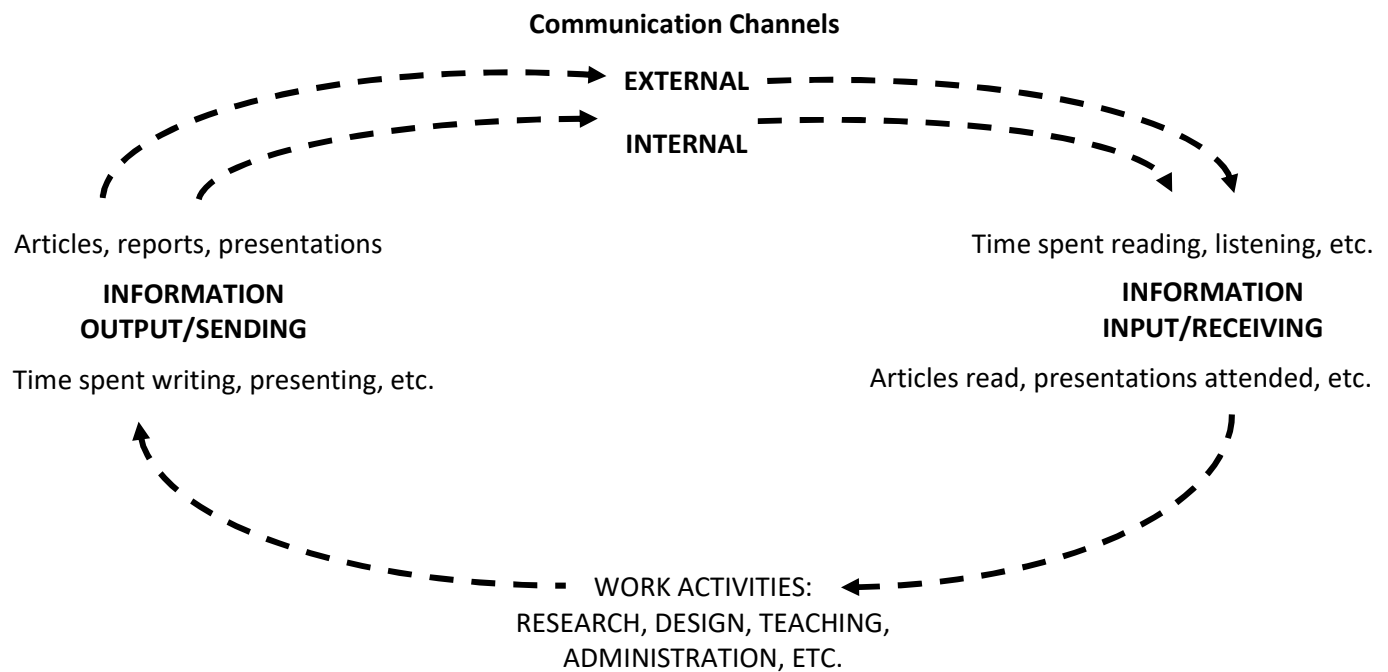 Communication Channels
EXTERNAL
INTERNAL
Articles, reports, presentations
INFORMATION
OUTPUT/SENDING
Time spent writing, presenting, etc.
Time spent reading, listening, etc.
INFORMATION
INPUT/RECEIVING
Articles read, presentations attended, etc.
WORK ACTIVITIES:
RESEARCH, DESIGN, TEACHING,
ADMINISTRATION, ETC.